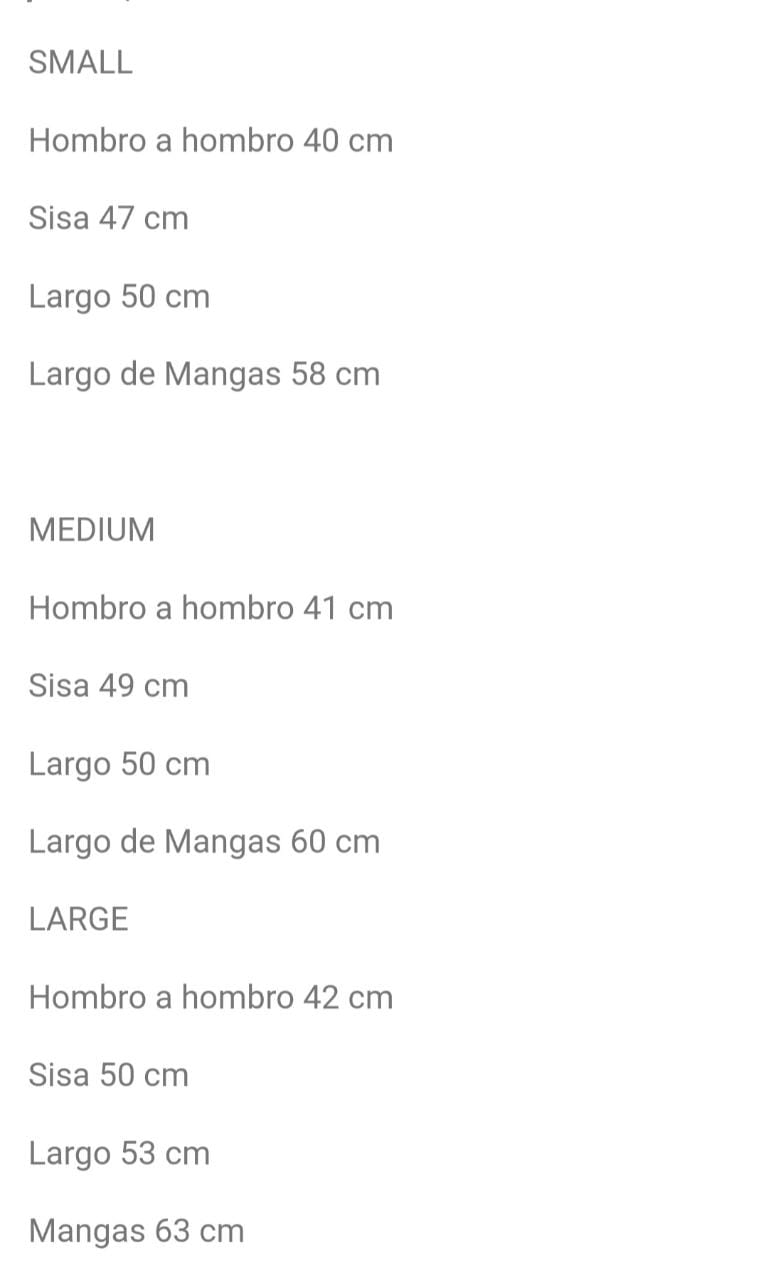 SMALL
Hombro a hombro 40 cm
Sisa 47 cm
Largo 50 cm
Largo de Mangas 58 cm
MEDIUM
Hombro a hombro 41 cm
Sisa 49 cm
Largo 50 cm
Largo de Mangas 60 cm
LARGE
Hombro a hombro 42 cm
Sisa 50 cm
Largo 53 cm
Mangas 63 cm